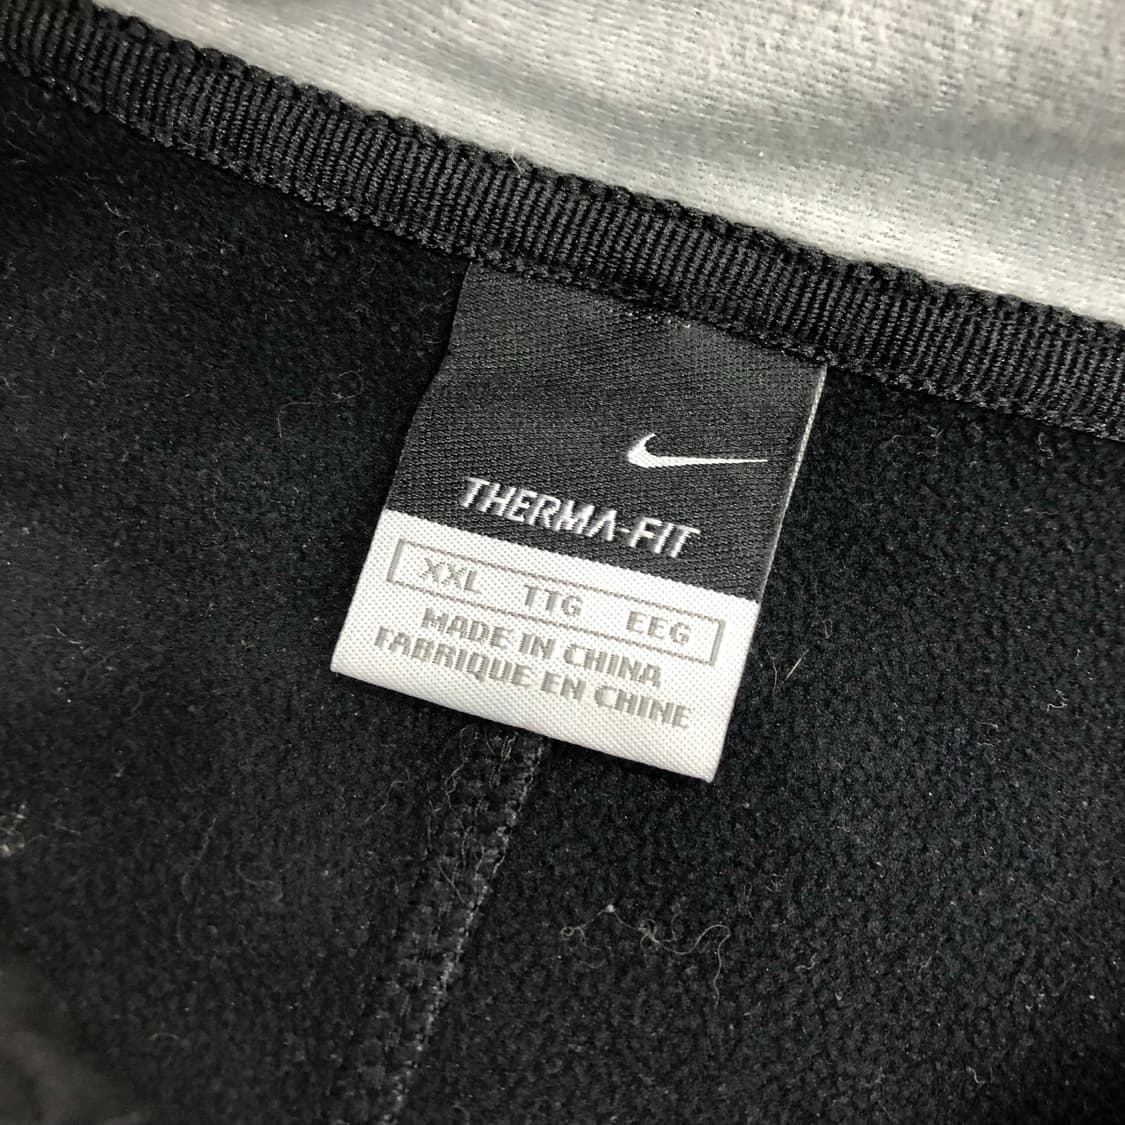 THERMA-FIT
XXL TTG EEG
MADE IN CHINA
FABRIQUE EN CHINE